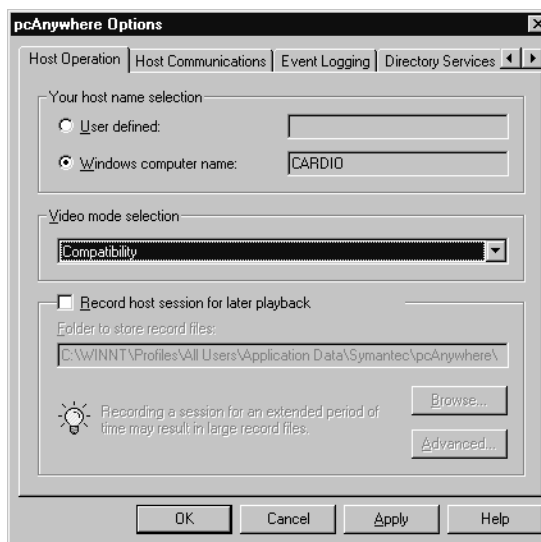 pcAnywhere Options
Host Operation Host Communications Event Logging Directory Services
Your host name selection
User defined:
Windows computer name: CARDIO
Video mode selection
Compatibility
Record host session for later playback
Folder to store record files:
C:\WINNT\Profiles\All Users\Application Data\Symantec\pcAnywhere\
Recording a session for an extended period of
time may result in large record files.
Browse...
Advanced...
OK Cancel Apply Help